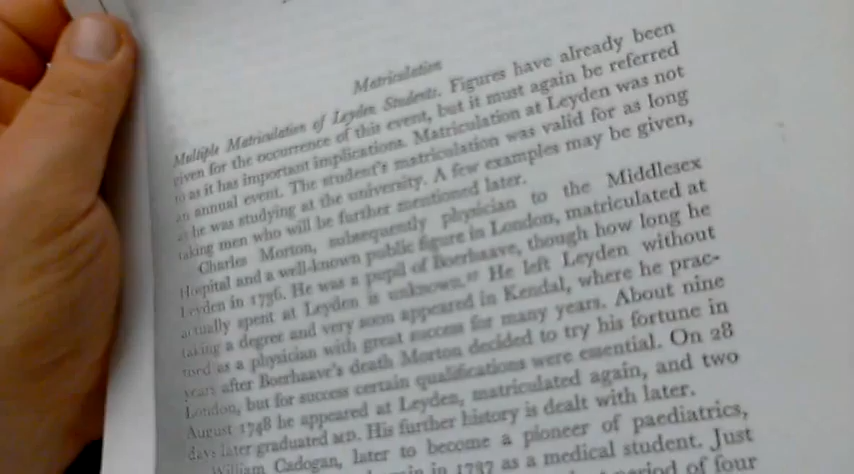 Matriculation
Multiple Matriculation of Leyden Students. Figures have already been
given for the occurrence of this event, but it must again be referred
to as it has important implications. Matriculation at Leyden was not
an annual event. The student's matriculation was valid for as long
as he was studying at the university. A few examples may be given,
taking men who will be further mentioned later.
Charles Morton, subsequently physician to the Middlesex
Hospital and a well-known public figure in London, matriculated at
Leyden in 1736. He was a pupil of Boerhaave, though how long he
actually spent at Leyden is unknown. He left Leyden without
taking a degree and very soon appeared in Kendal, where he prac-
tised as a physician with great success for many years. About nine
years after Boerhaave's death Morton decided to try his fortune in
London, but for success certain qualifications were essential. On 28
August 1748 he appeared at Leyden, matriculated again, and two
days later graduated M.D. His further history is dealt with later.
William Cadogan, later to become a pioneer of paediatrics,
in 1737 as a medical student. Just
period of four